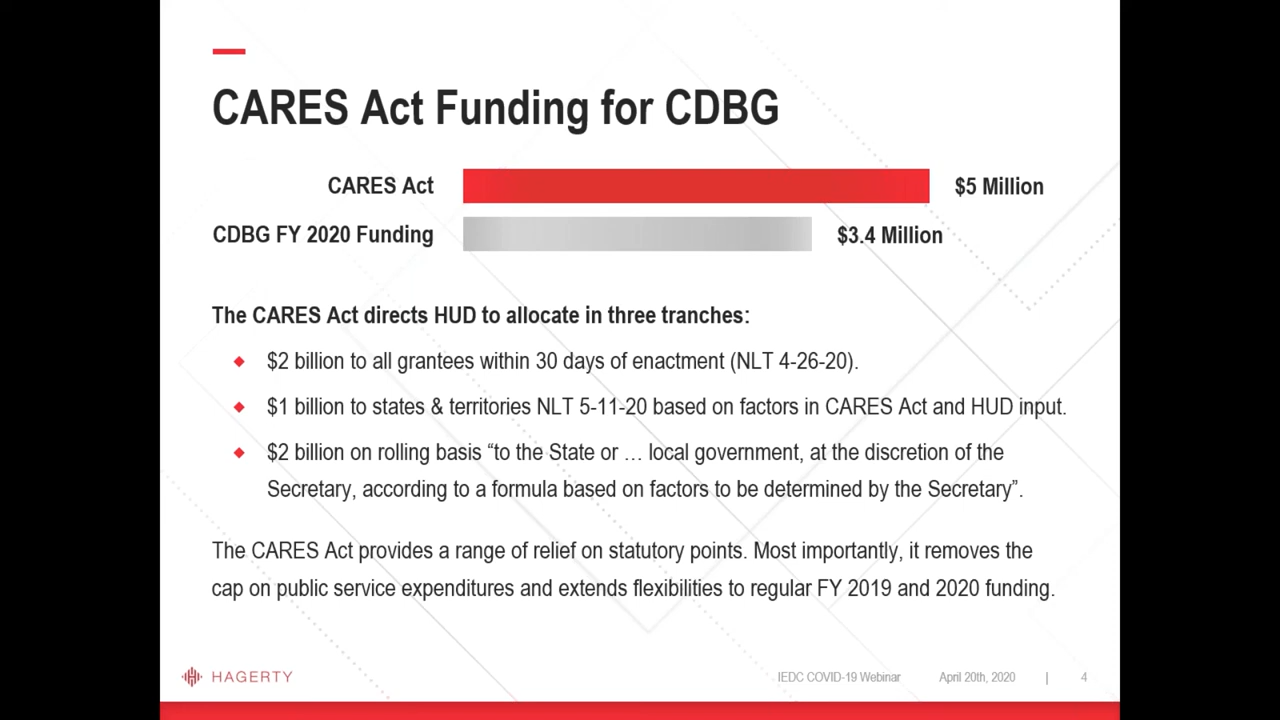 CARES Act Funding for CDBG
CARES Act $5 Million
CDBG FY 2020 Funding $3.4 Million
The CARES Act directs HUD to allocate in three tranches:
$2 billion to all grantees within 30 days of enactment (NLT 4-26-20).
$1 billion to states & territories NLT 5-11-20 based on factors in CARES Act and HUD input.
$2 billion on rolling basis “to the State or … local government, at the discretion of the
Secretary, according to a formula based on factors to be determined by the Secretary”.
The CARES Act provides a range of relief on statutory points. Most importantly, it removes the
cap on public service expenditures and extends flexibilities to regular FY 2019 and 2020 funding.
HAGERTY IEDC COVID-19 Webinar April 20th, 2020 | 4